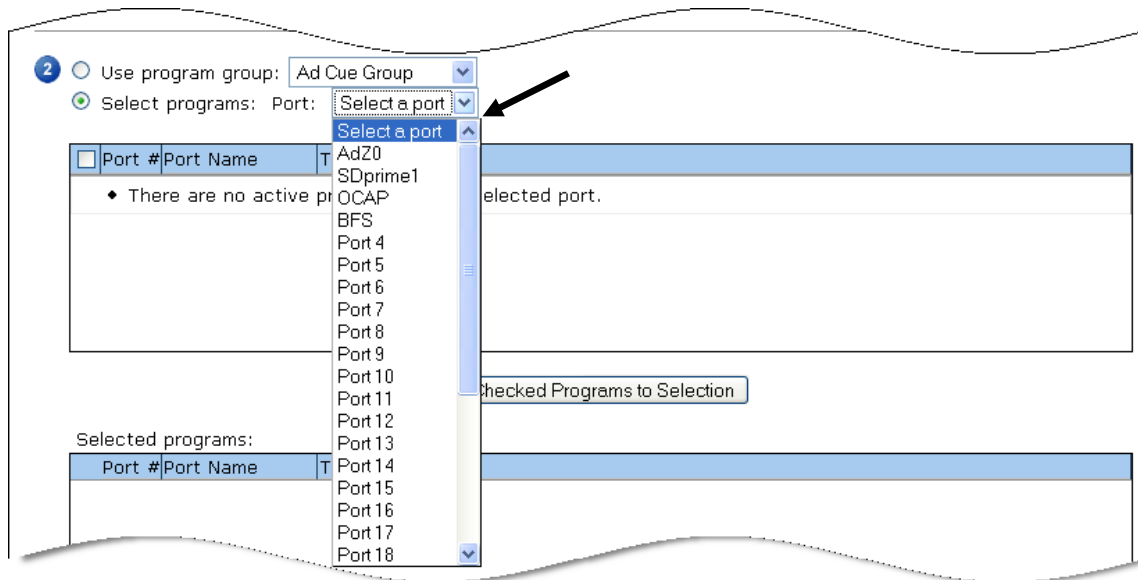 2 Use program group: Ad Cue Group
Select programs: Port: Select a port
Select a port
AdZ0
SDprime1
OCAP
BFS
Port 4
Port 5
Port 6
Port 7
Port 8
Port 9
Port 10
Port 11
Port 12
Port 13
Port 14
Port 15
Port 16
Port 17
Port 18
Port # Port Name T
There are no active pr elected port.
Checked Programs to Selection
Selected programs:
Port # Port Name T